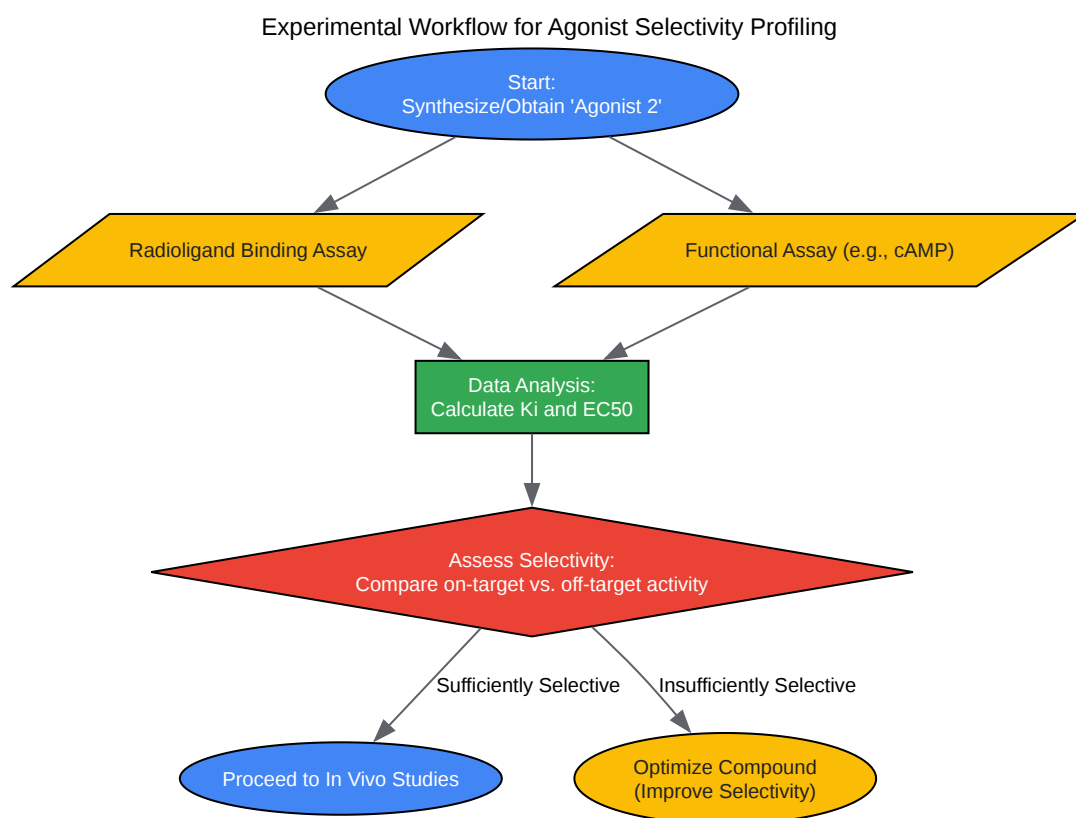 Experimental Workflow for Agonist Selectivity Profiling
Start:
Synthesize/Obtain 'Agonist 2'
Radioligand Binding Assay
Functional Assay (e.g., cAMP)
Data Analysis:
Calculate Ki and EC50
Assess Selectivity:
Compare on-target vs. off-target activity
Sufficiently Selective
Insufficiently Selective
Proceed to In Vivo Studies
Optimize Compound
(Improve Selectivity)